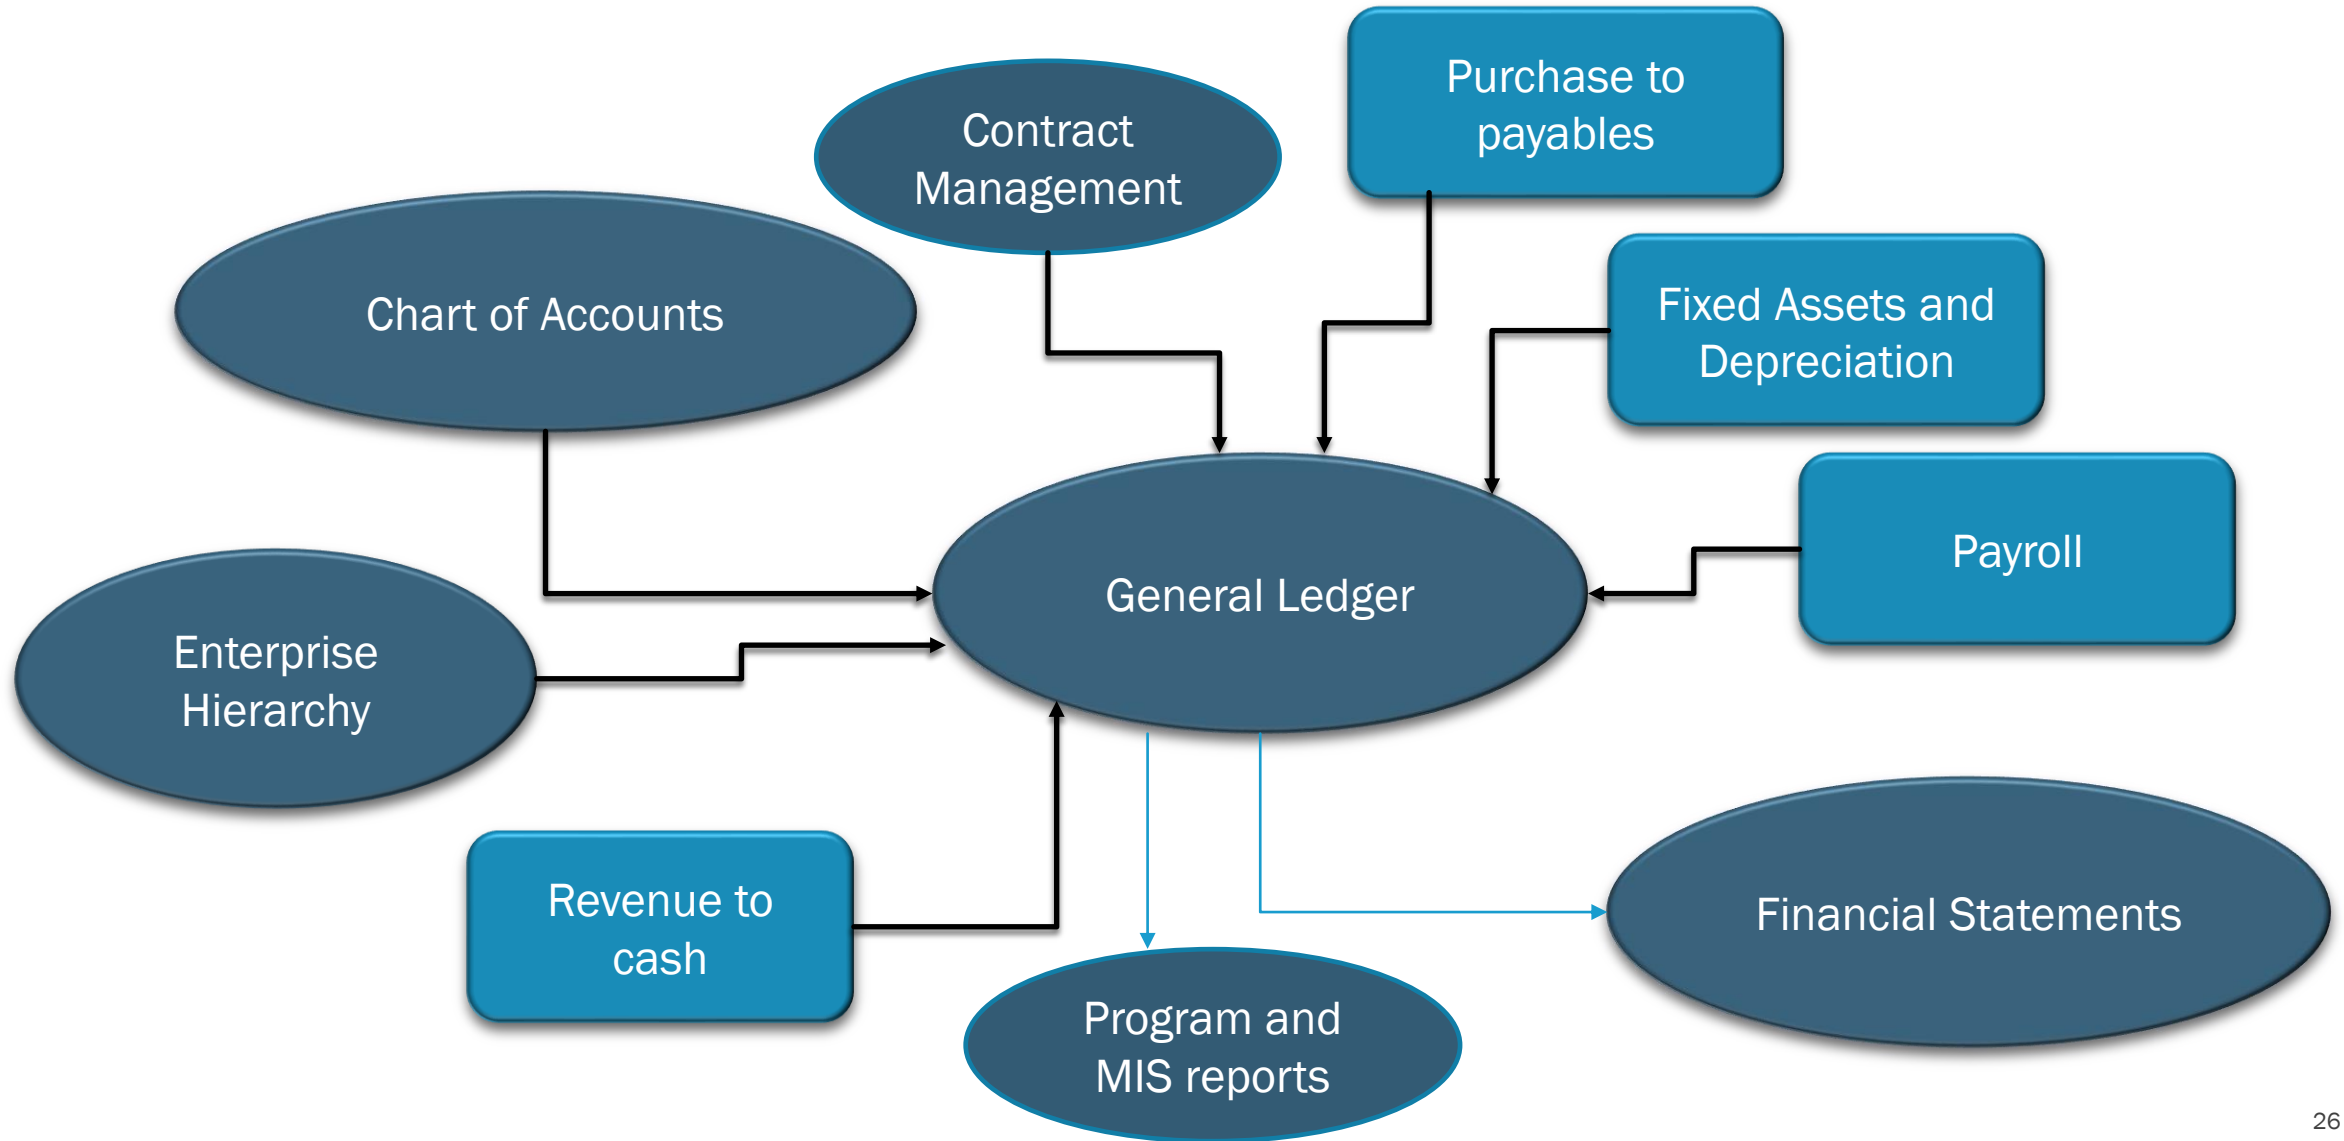 Purchase to
payables
Contract
Management
Chart of Accounts
Fixed Assets and
Depreciation
Payroll
General Ledger
Enterprise
Hierarchy
Revenue to
cash
Financial Statements
Program and
MIS reports
26